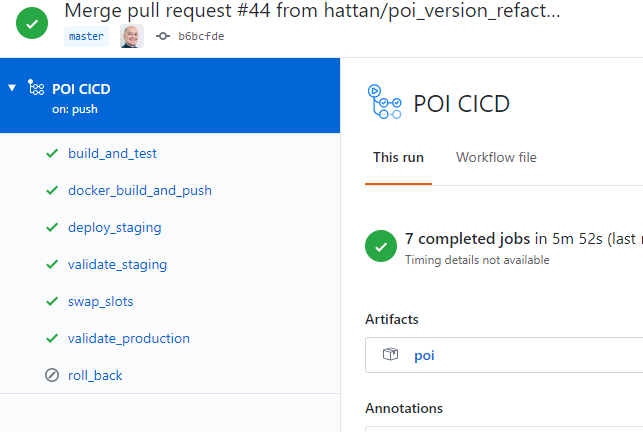 Merge pull request #44 from hattan/poi_version_refact...
master b6bcfde
POI CICD
on: push
build_and_test
docker_build_and_push
deploy_staging
validate_staging
swap_slots
validate_production
roll_back
POI CICD
This run Workflow file
7 completed jobs in 5m 52s (last
Timing details not available
Artifacts
poi
Annotations